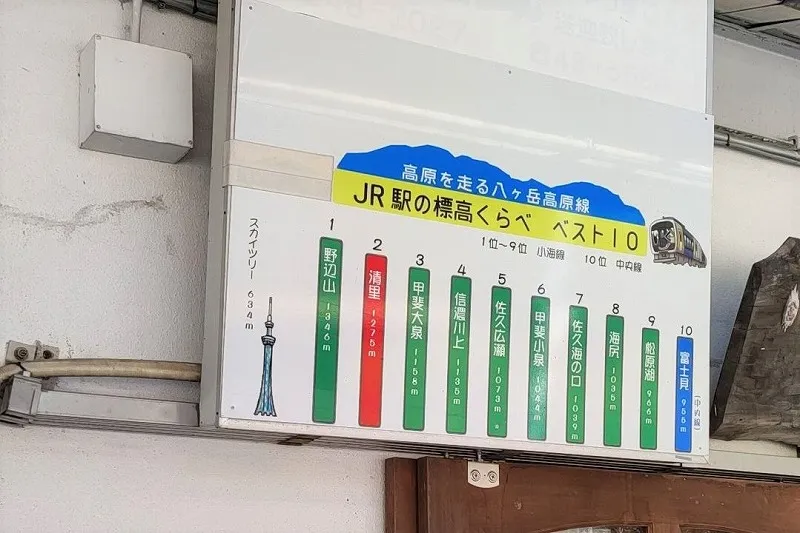 高原を走る八ヶ岳高原線
JR駅の標高くらべ ベスト10
1位～9位 小海線 10位 中央線
スカイツリー 634m
1 野辺山 1346m
2 清里 1275m
3 甲斐大泉 1158m
4 信濃川上 1135m
5 佐久広瀬 1073m
6 甲斐小泉 1044m
7 佐久海の口 1039m
8 海尻 1035m
9 松原湖 966m
10 富士見 955m
(中央線)